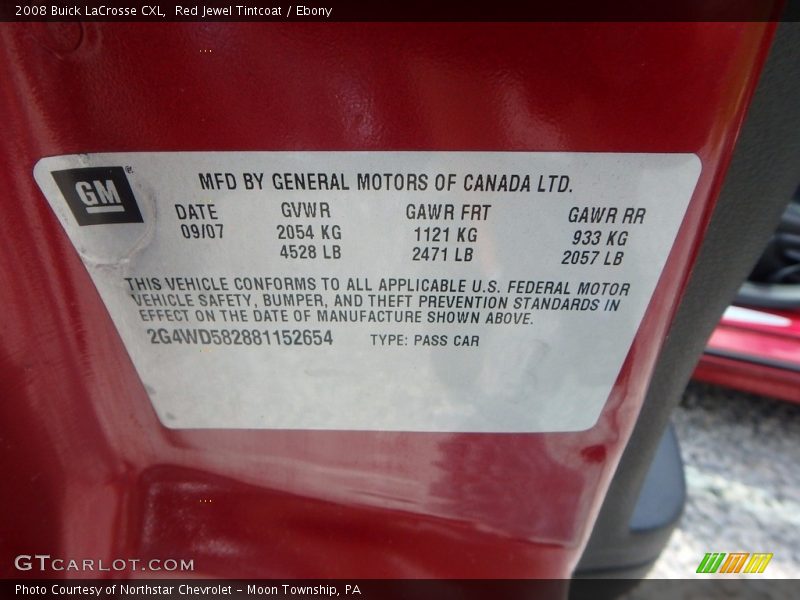 2008 Buick LaCrosse CXL,  Red Jewel Tintcoat / Ebony
GM
MFD BY GENERAL MOTORS OF CANADA LTD.
DATE GVWR GAWR FRT GAWR RR
09/07 2054 KG 1121 KG 933 KG
4528 LB 2471 LB 2057 LB
THIS VEHICLE CONFORMS TO ALL APPLICABLE U.S. FEDERAL MOTOR
VEHICLE SAFETY, BUMPER, AND THEFT PREVENTION STANDARDS IN
EFFECT ON THE DATE OF MANUFACTURE SHOWN ABOVE.
2G4WD582881152654 TYPE: PASS CAR
GTCARLOT.COM
Photo Courtesy of Northstar Chevrolet - Moon Township, PA